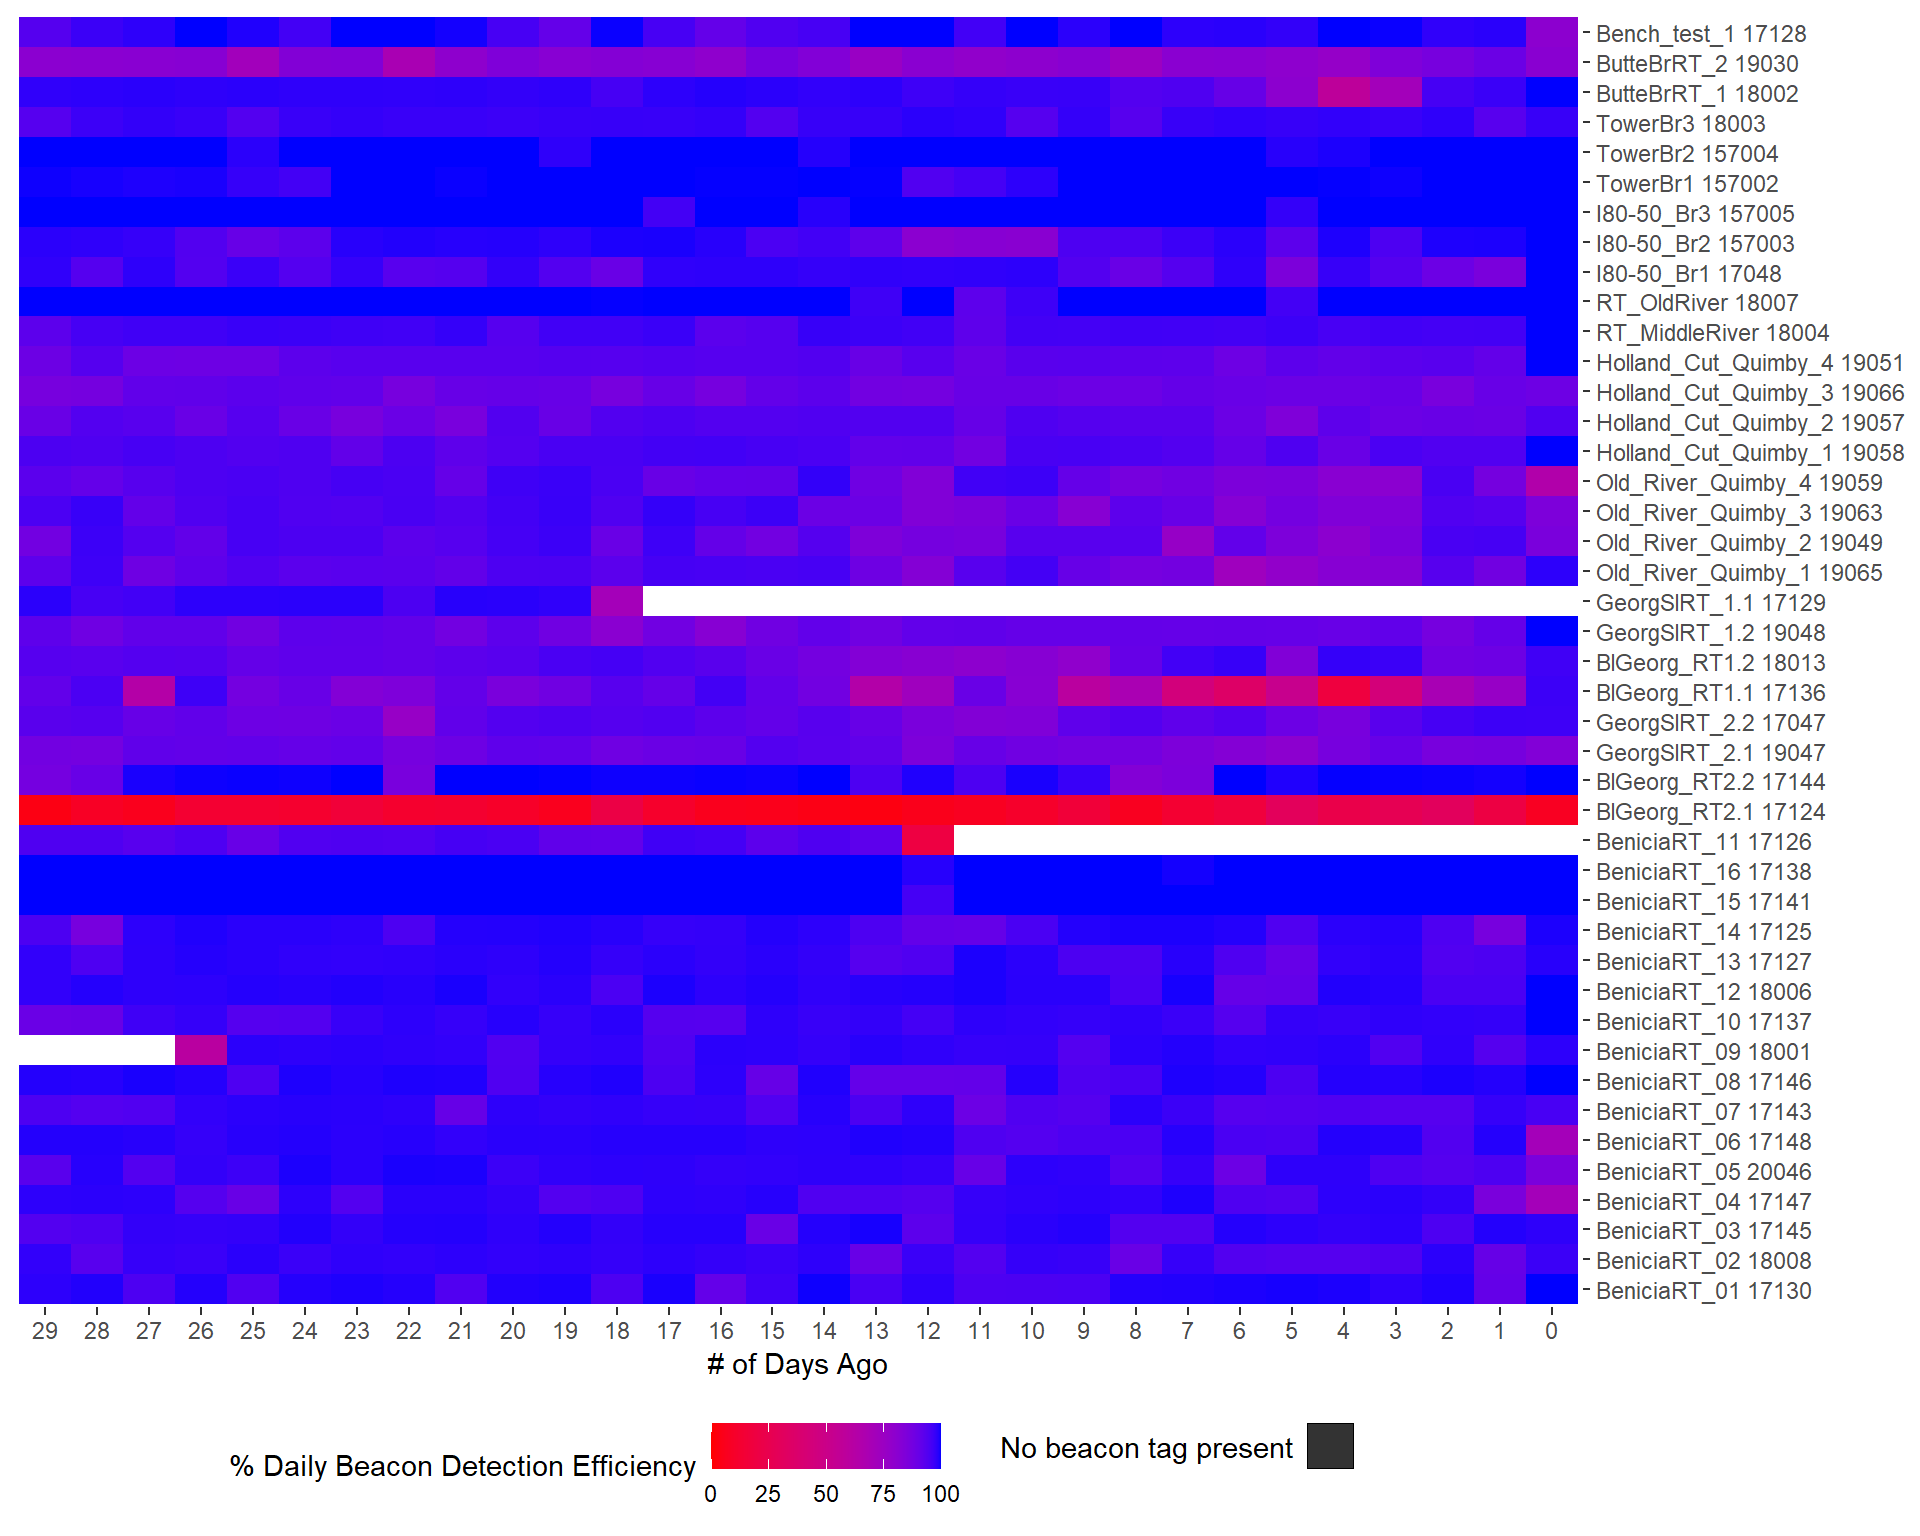 Bench_test_1 17128
ButteBrRT_2 19030
ButteBrRT_1 18002
TowerBr3 18003
TowerBr2 157004
TowerBr1 157002
I80-50_Br3 157005
I80-50_Br2 157003
I80-50_Br1 17048
RT_OldRiver 18007
RT_MiddleRiver 18004
Holland_Cut_Quimby_4 19051
Holland_Cut_Quimby_3 19066
Holland_Cut_Quimby_2 19057
Holland_Cut_Quimby_1 19058
Old_River_Quimby_4 19059
Old_River_Quimby_3 19063
Old_River_Quimby_2 19049
Old_River_Quimby_1 19065
GeorgSlRT_1.1 17129
GeorgSlRT_1.2 19048
BlGeorg_RT1.2 18013
BlGeorg_RT1.1 17136
GeorgSlRT_2.2 17047
GeorgSlRT_2.1 19047
BlGeorg_RT2.2 17144
BlGeorg_RT2.1 17124
BeniciaRT_11 17126
BeniciaRT_16 17138
BeniciaRT_15 17141
BeniciaRT_14 17125
BeniciaRT_13 17127
BeniciaRT_12 18006
BeniciaRT_10 17137
BeniciaRT_09 18001
BeniciaRT_08 17146
BeniciaRT_07 17143
BeniciaRT_06 17148
BeniciaRT_05 20046
BeniciaRT_04 17147
BeniciaRT_03 17145
BeniciaRT_02 18008
BeniciaRT_01 17130
29 28 27 26 25 24 23 22 21 20 19 18 17 16 15 14 13 12 11 10 9 8 7 6 5 4 3 2 1 0
# of Days Ago
% Daily Beacon Detection Efficiency
0 25 50 75 100
No beacon tag present